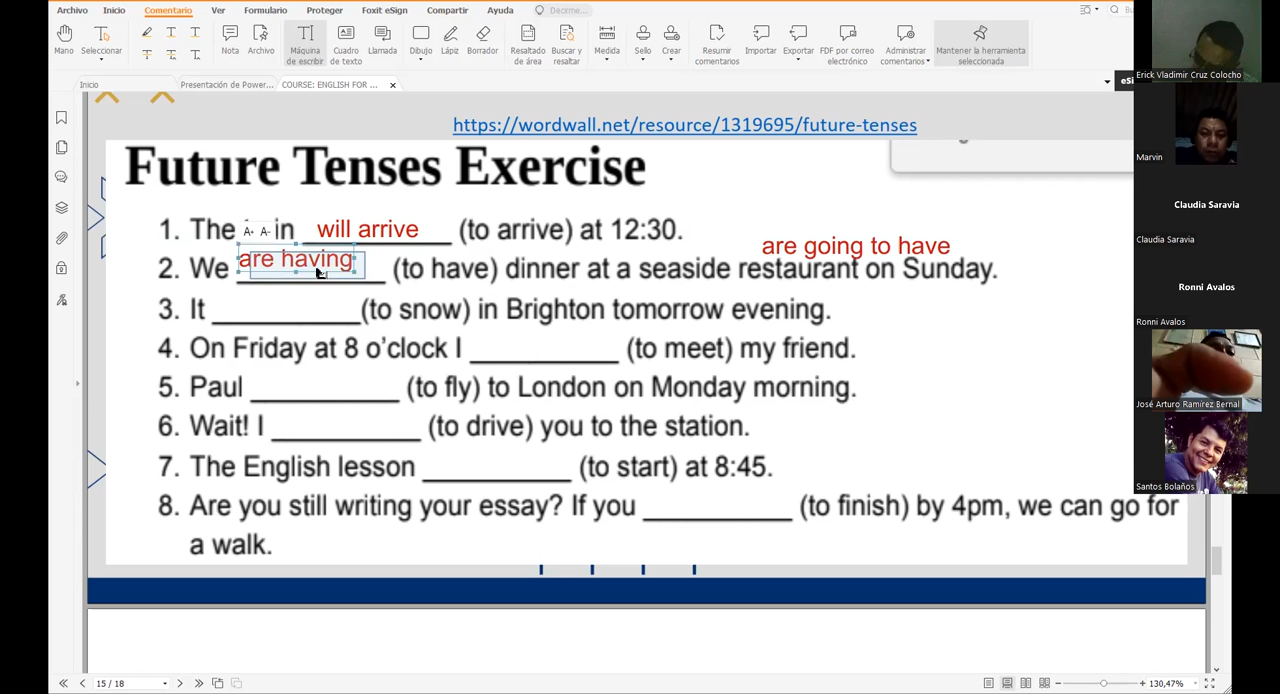 Archivo Inicio Comentario Ver Formulario Proteger Foxit eSign Compartir Ayuda Decirme...
Mano Seleccionar Nota Archivo Máquina de escribir Cuadro de texto Llamada Dibujo Lápiz Borrador Resaltado de área Buscar y resaltar Medida Sello Crear Resumir comentarios Importar Exportar FDF por correo electrónico Administrar comentarios Mantener la herramienta seleccionada
Inicio Presentación de Power... COURSE: ENGLISH FOR ...
https://wordwall.net/resource/1319695/future-tenses
Future Tenses Exercise
1. The in will arrive (to arrive) at 12:30.
A+ A-
are going to have
2. We are having (to have) dinner at a seaside restaurant on Sunday.
3. It ___________(to snow) in Brighton tomorrow evening.
4. On Friday at 8 o’clock I ___________ (to meet) my friend.
5. Paul ___________ (to fly) to London on Monday morning.
6. Wait! I ___________ (to drive) you to the station.
7. The English lesson ___________ (to start) at 8:45.
8. Are you still writing your essay? If you ___________ (to finish) by 4pm, we can go for
a walk.
15 / 18
130,47%
Erick Vladimir Cruz Colocho
Marvin
Claudia Saravia
Claudia Saravia
Ronni Avalos
Ronni Avalos
José Arturo Ramírez Bernal
Santos Bolaños